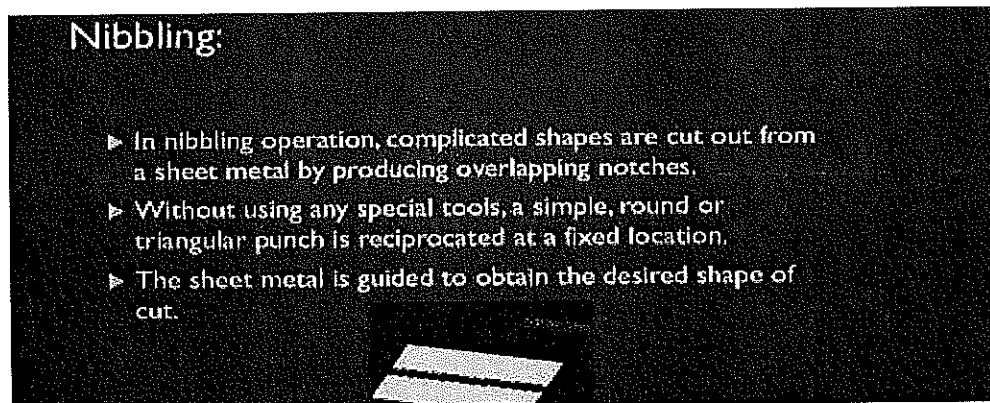 Nibbling:
▶ In nibbling operation, complicated shapes are cut out from
a sheet metal by producing overlapping notches.
▶ Without using any special tools, a simple, round or
triangular punch is reciprocated at a fixed location.
▶ The sheet metal is guided to obtain the desired shape of
cut.